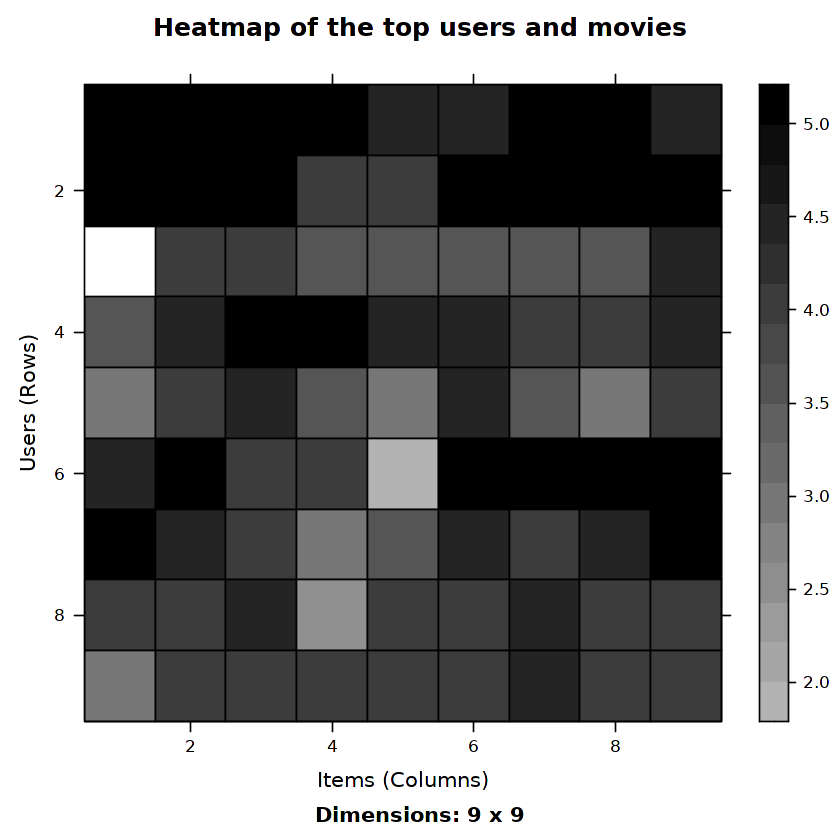 Heatmap of the top users and movies
5.0
4.5
4.0
3.5
3.0
2.5
2.0
2
4
6
8
Users (Rows)
2 4 6 8
Items (Columns)
Dimensions: 9 x 9